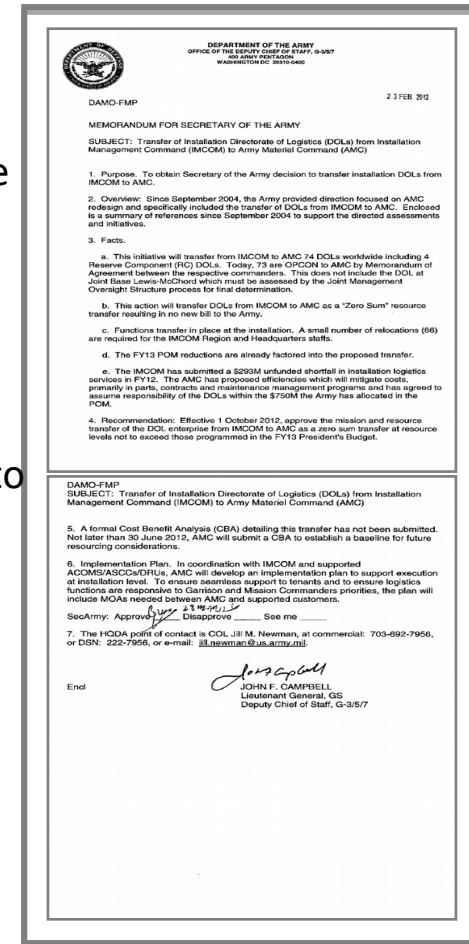 e
to
DEPARTMENT OF THE ARMY
OFFICE OF THE DEPUTY CHIEF OF STAFF, G-3/5/7
400 ARMY PENTAGON
WASHINGTON DC 20310-0400
23 FEB 2012
DAMO-FMP
MEMORANDUM FOR SECRETARY OF THE ARMY
SUBJECT: Transfer of Installation Directorate of Logistics (DOLs) from Installation
Management Command (IMCOM) to Army Materiel Command (AMC)
1. Purpose. To obtain Secretary of the Army decision to transfer installation DOLs from
IMCOM to AMC.
2. Overview: Since September 2004, the Army provided direction focused on AMC
redesign and specifically included the transfer of DOLs from IMCOM to AMC. Enclosed
is a summary of references since September 2004 to support the directed assessments
and initiatives.
3. Facts.
a. This initiative will transfer from IMCOM to AMC 74 DOLs worldwide including 4
Reserve Component (RC) DOLs. Today, 73 are OPCON to AMC by Memorandum of
Agreement between the respective commanders. This does not include the DOL at
Joint Base Lewis-McChord which must be assessed by the Joint Management
Oversight Structure process for final determination.
b. This action will transfer DOLs from IMCOM to AMC as a "Zero Sum" resource
transfer resulting in no new bill to the Army.
c. Functions transfer in place at the installation. A small number of relocations (66)
are required for the IMCOM Region and Headquarters staffs.
d. The FY13 POM reductions are already factored into the proposed transfer.
e. The IMCOM has submitted a $293M unfunded shortfall in installation logistics
services in FY12. The AMC has proposed efficiencies which will mitigate costs,
primarily in parts, contracts and maintenance management programs and has agreed to
assume responsibility of the DOLs within the $750M the Army has allocated in the
POM.
4. Recommendation: Effective 1 October 2012, approve the mission and resource
transfer of the DOL enterprise from IMCOM to AMC as a zero sum transfer at resource
levels not to exceed those programmed in the FY13 President's Budget.
DAMO-FMP
SUBJECT: Transfer of Installation Directorate of Logistics (DOLs) from Installation
Management Command (IMCOM) to Army Materiel Command (AMC)
5. A formal Cost Benefit Analysis (CBA) detailing this transfer has not been submitted.
Not later than 30 June 2012, AMC will submit a CBA to establish a baseline for future
resourcing considerations.
6. Implementation Plan. In coordination with IMCOM and supported
ACOMS/ASCCs/DRUs, AMC will develop an implementation plan to support execution
at installation level. To ensure seamless support to tenants and to ensure logistics
functions are responsive to Garrison and Mission Commanders priorities, the plan will
include MOAs needed between AMC and supported customers.
SecArmy: Approve Disapprove _____ See me _____
7. The HQDA point of contact is COL Jill M. Newman, at commercial: 703-692-7956,
or DSN: 222-7956, or e-mail: jill.newman@us.army.mil.
Encl
JOHN F. CAMPBELL
Lieutenant General, GS
Deputy Chief of Staff, G-3/5/7